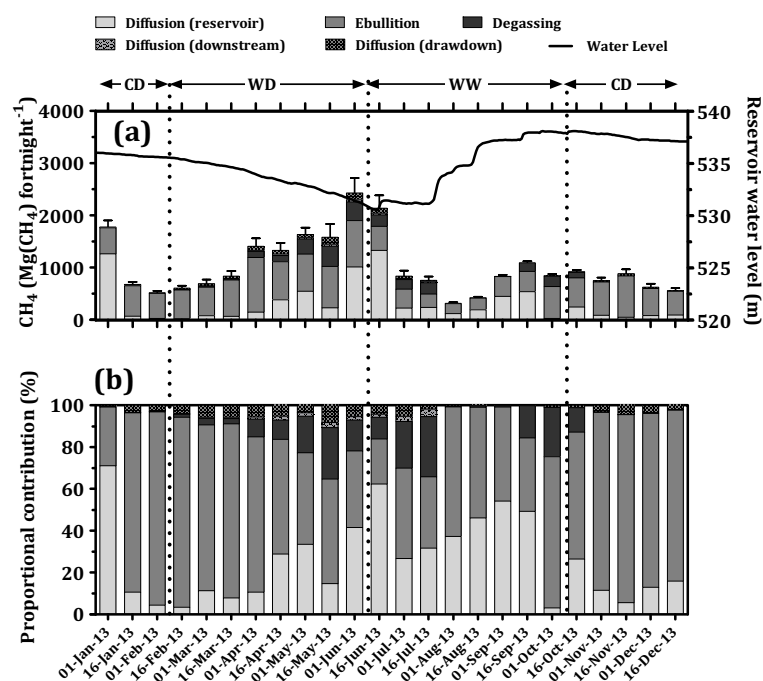 Diffusion (reservoir) Ebullition Degassing
Diffusion (downstream) Diffusion (drawdown) Water Level
CD WD WW CD
(a)
CH4 (Mg(CH4) fortnight-1)
4000
3000
2000
1000
0
540
535
530
525
520
Reservoir water level (m)
(b)
Proportional contribution (%)
100
80
60
40
20
0
01-Jan-13
16-Jan-13
01-Feb-13
16-Feb-13
01-Mar-13
16-Mar-13
01-Apr-13
16-Apr-13
01-May-13
16-May-13
01-Jun-13
16-Jun-13
01-Jul-13
16-Jul-13
01-Aug-13
16-Aug-13
01-Sep-13
16-Sep-13
01-Oct-13
16-Oct-13
01-Nov-13
16-Nov-13
01-Dec-13
16-Dec-13